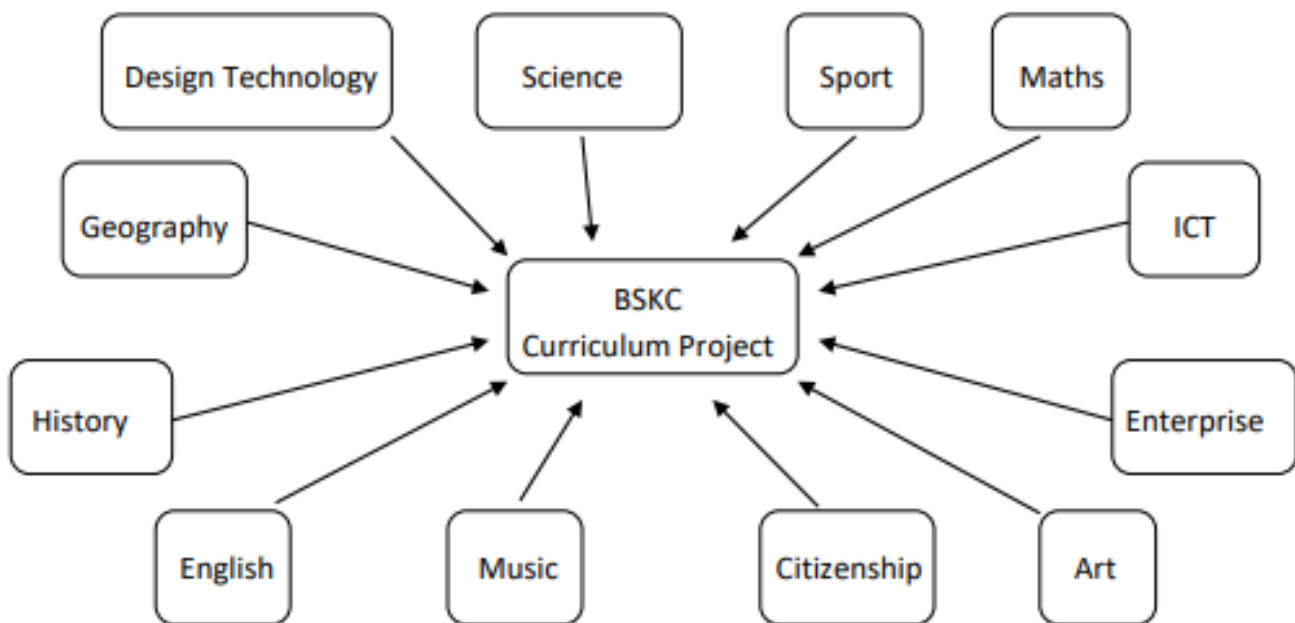 Design Technology
Science
Sport
Maths
Geography
ICT
BSKC
Curriculum Project
History
Enterprise
English
Music
Citizenship
Art